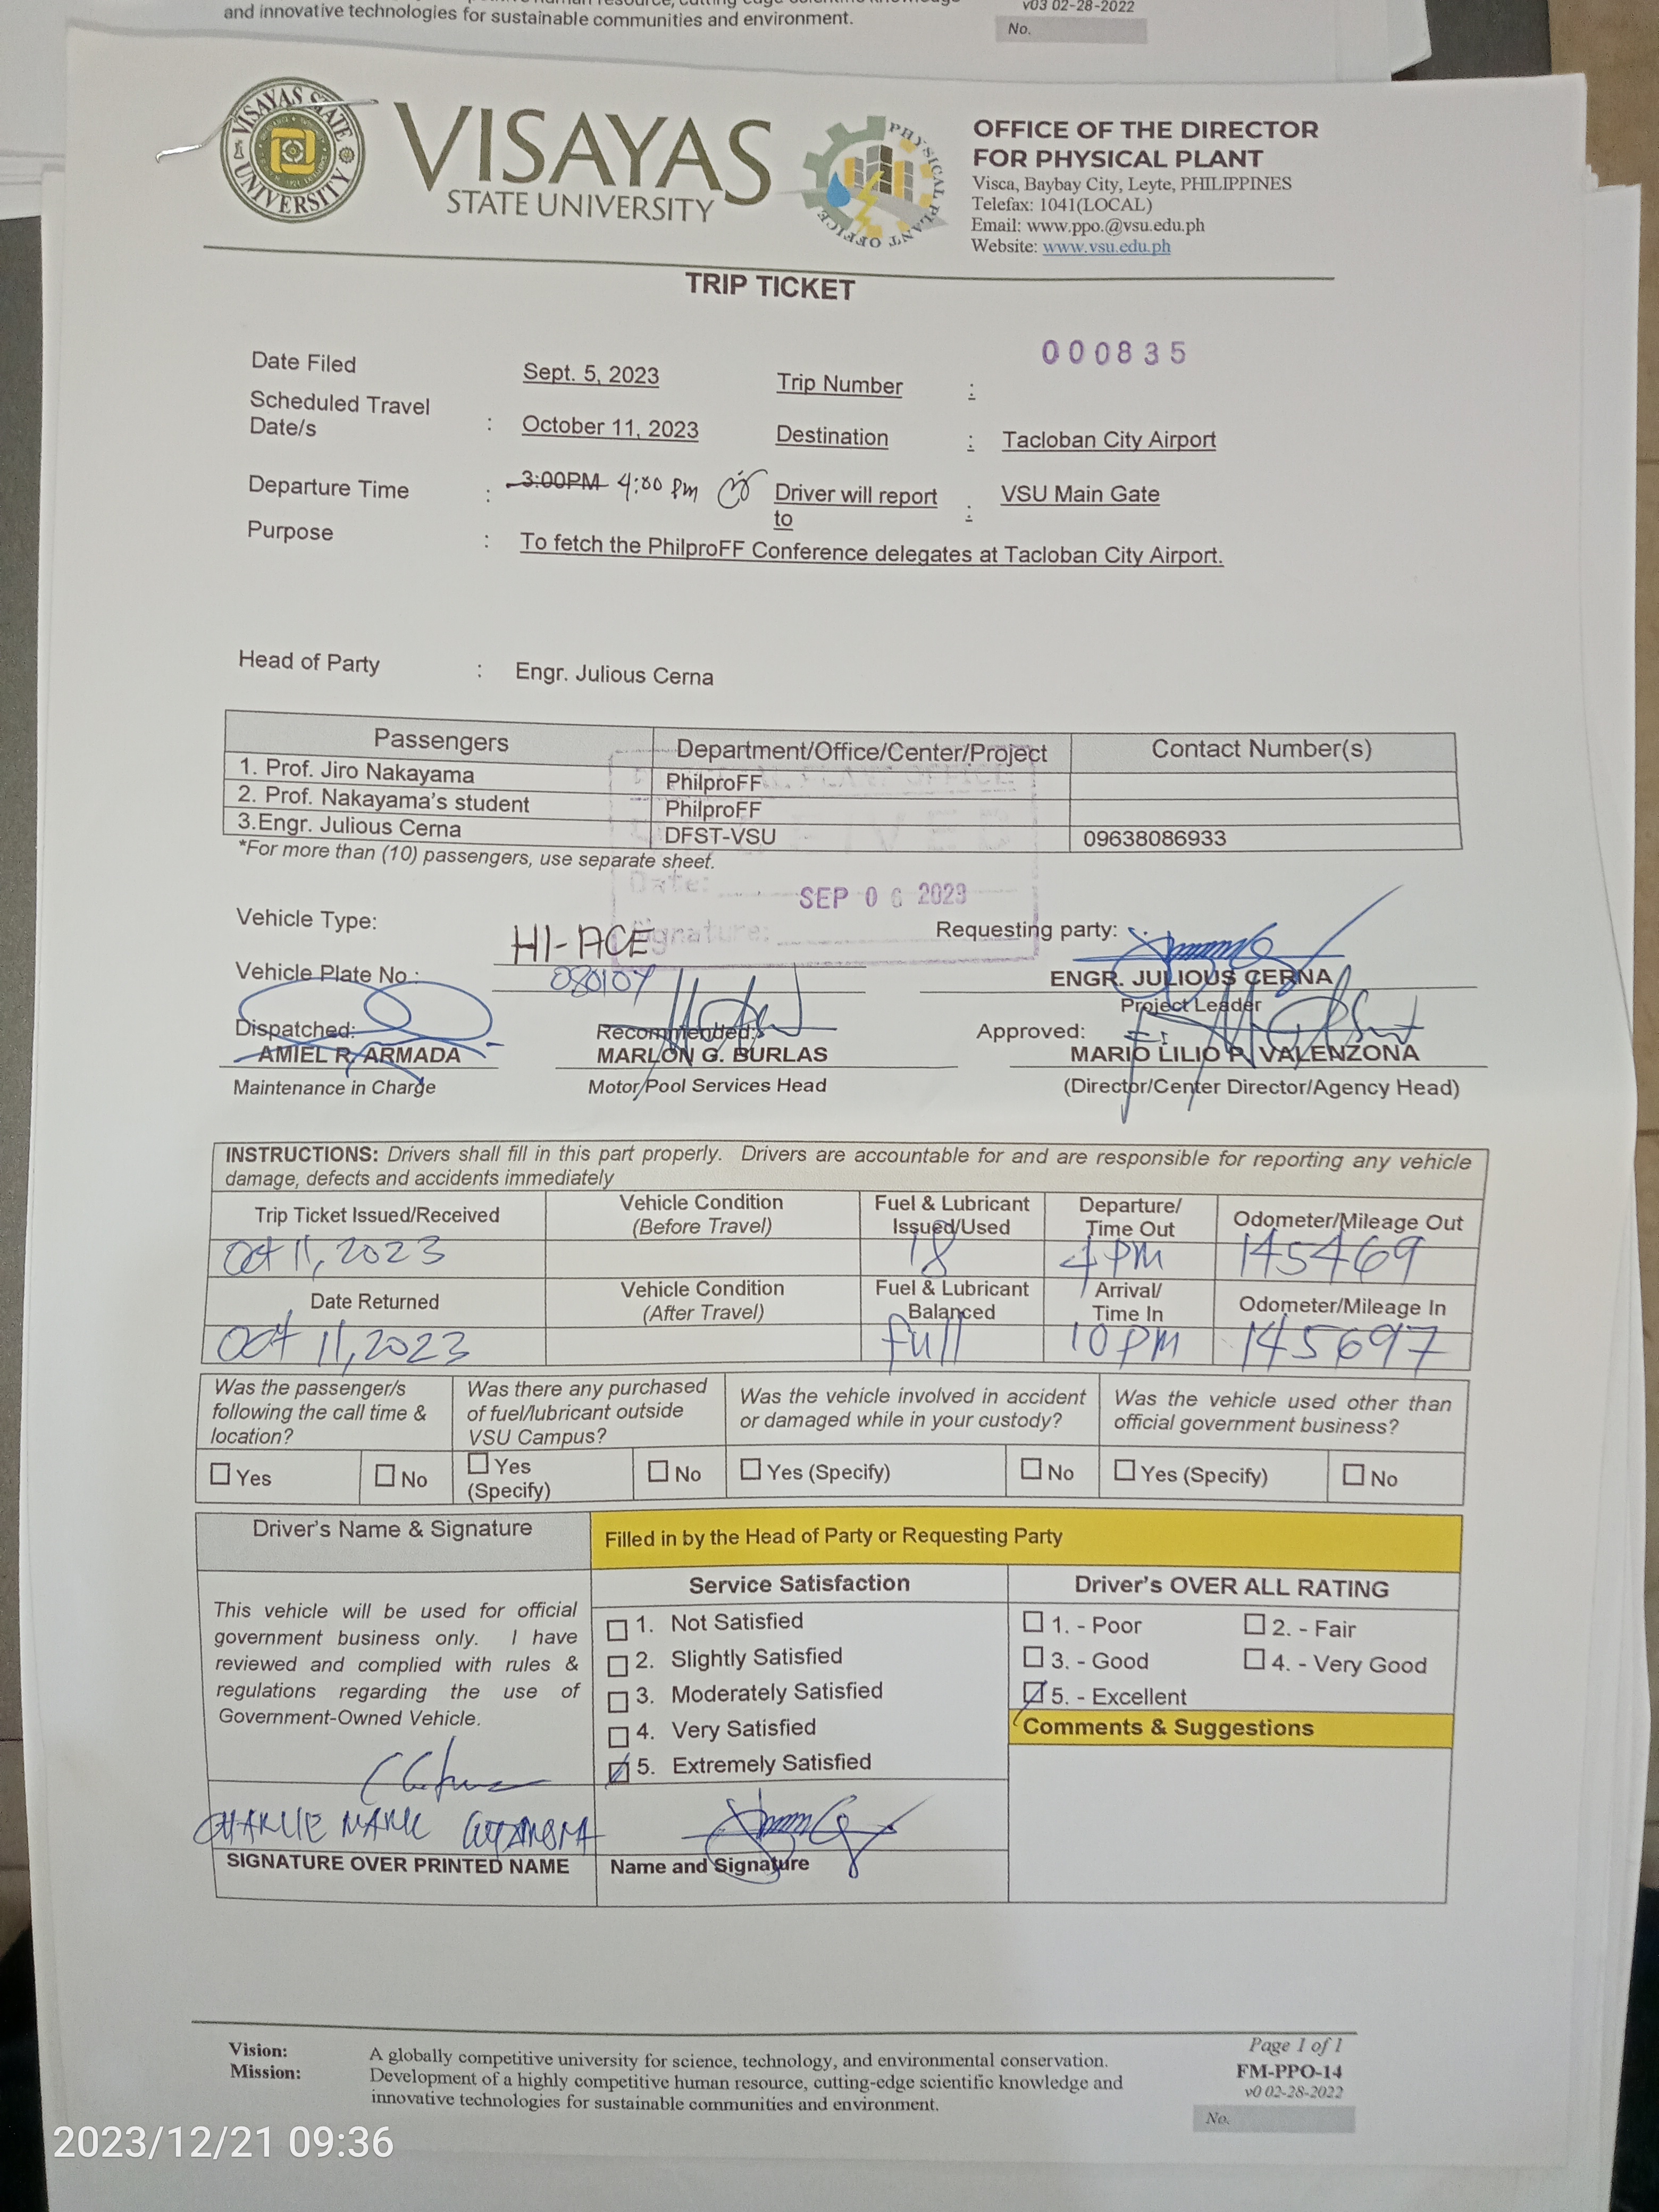 and innovative technologies for sustainable communities and environment.
v03 02-28-2022
No.
VISAYAS STATE UNIVERSITY
VISAYAS
STATE UNIVERSITY
PHYSICAL PLANT OFFICE
OFFICE OF THE DIRECTOR
FOR PHYSICAL PLANT
Visca, Baybay City, Leyte, PHILIPPINES
Telefax: 1041(LOCAL)
Email: www.ppo.@vsu.edu.ph
Website: www.vsu.edu.ph
TRIP TICKET
000835
Date Filed Sept. 5, 2023 Trip Number :
Scheduled Travel Date/s : October 11, 2023 Destination : Tacloban City Airport
Departure Time : 3:00PM 4:00 pm Driver will report to : VSU Main Gate
Purpose : To fetch the PhilproFF Conference delegates at Tacloban City Airport.
Head of Party : Engr. Julious Cerna
Passengers Department/Office/Center/Project Contact Number(s)
1. Prof. Jiro Nakayama PhilproFF
2. Prof. Nakayama's student PhilproFF
3.Engr. Julious Cerna DFST-VSU 09638086933
*For more than (10) passengers, use separate sheet.
Date: SEP 06 2023
Signature:
Vehicle Type: HI-ACE Requesting party:
Vehicle Plate No.: ENGR. JULIOUS CERNA
Project Leader
Dispatched: Recommended: Approved:
AMIEL R. ARMADA MARLON G. BURLAS MARIO LILIO P. VALENZONA
Maintenance in Charge Motor Pool Services Head (Director/Center Director/Agency Head)
INSTRUCTIONS: Drivers shall fill in this part properly. Drivers are accountable for and are responsible for reporting any vehicle
damage, defects and accidents immediately
Trip Ticket Issued/Received Vehicle Condition (Before Travel) Fuel & Lubricant Issued/Used Departure/ Time Out Odometer/Mileage Out
Oct 11, 2023 18 4 PM 145469
Date Returned Vehicle Condition (After Travel) Fuel & Lubricant Balanced Arrival/ Time In Odometer/Mileage In
Oct 11, 2023 full 10 PM 145697
Was the passenger/s following the call time & location? Was there any purchased of fuel/lubricant outside VSU Campus? Was the vehicle involved in accident or damaged while in your custody? Was the vehicle used other than official government business?
Yes No Yes (Specify) No Yes (Specify) No Yes (Specify) No
Driver's Name & Signature Filled in by the Head of Party or Requesting Party
Service Satisfaction Driver's OVER ALL RATING
This vehicle will be used for official
government business only. I have
reviewed and complied with rules &
regulations regarding the use of
Government-Owned Vehicle.
1. Not Satisfied
2. Slightly Satisfied
3. Moderately Satisfied
4. Very Satisfied
5. Extremely Satisfied
1. - Poor 2. - Fair
3. - Good 4. - Very Good
5. - Excellent
Comments & Suggestions
CHARLIE MARK
SIGNATURE OVER PRINTED NAME Name and Signature
Vision: A globally competitive university for science, technology, and environmental conservation.
Mission: Development of a highly competitive human resource, cutting-edge scientific knowledge and
innovative technologies for sustainable communities and environment.
Page 1 of 1
FM-PPO-14
v0 02-28-2022
No.
2023/12/21 09:36